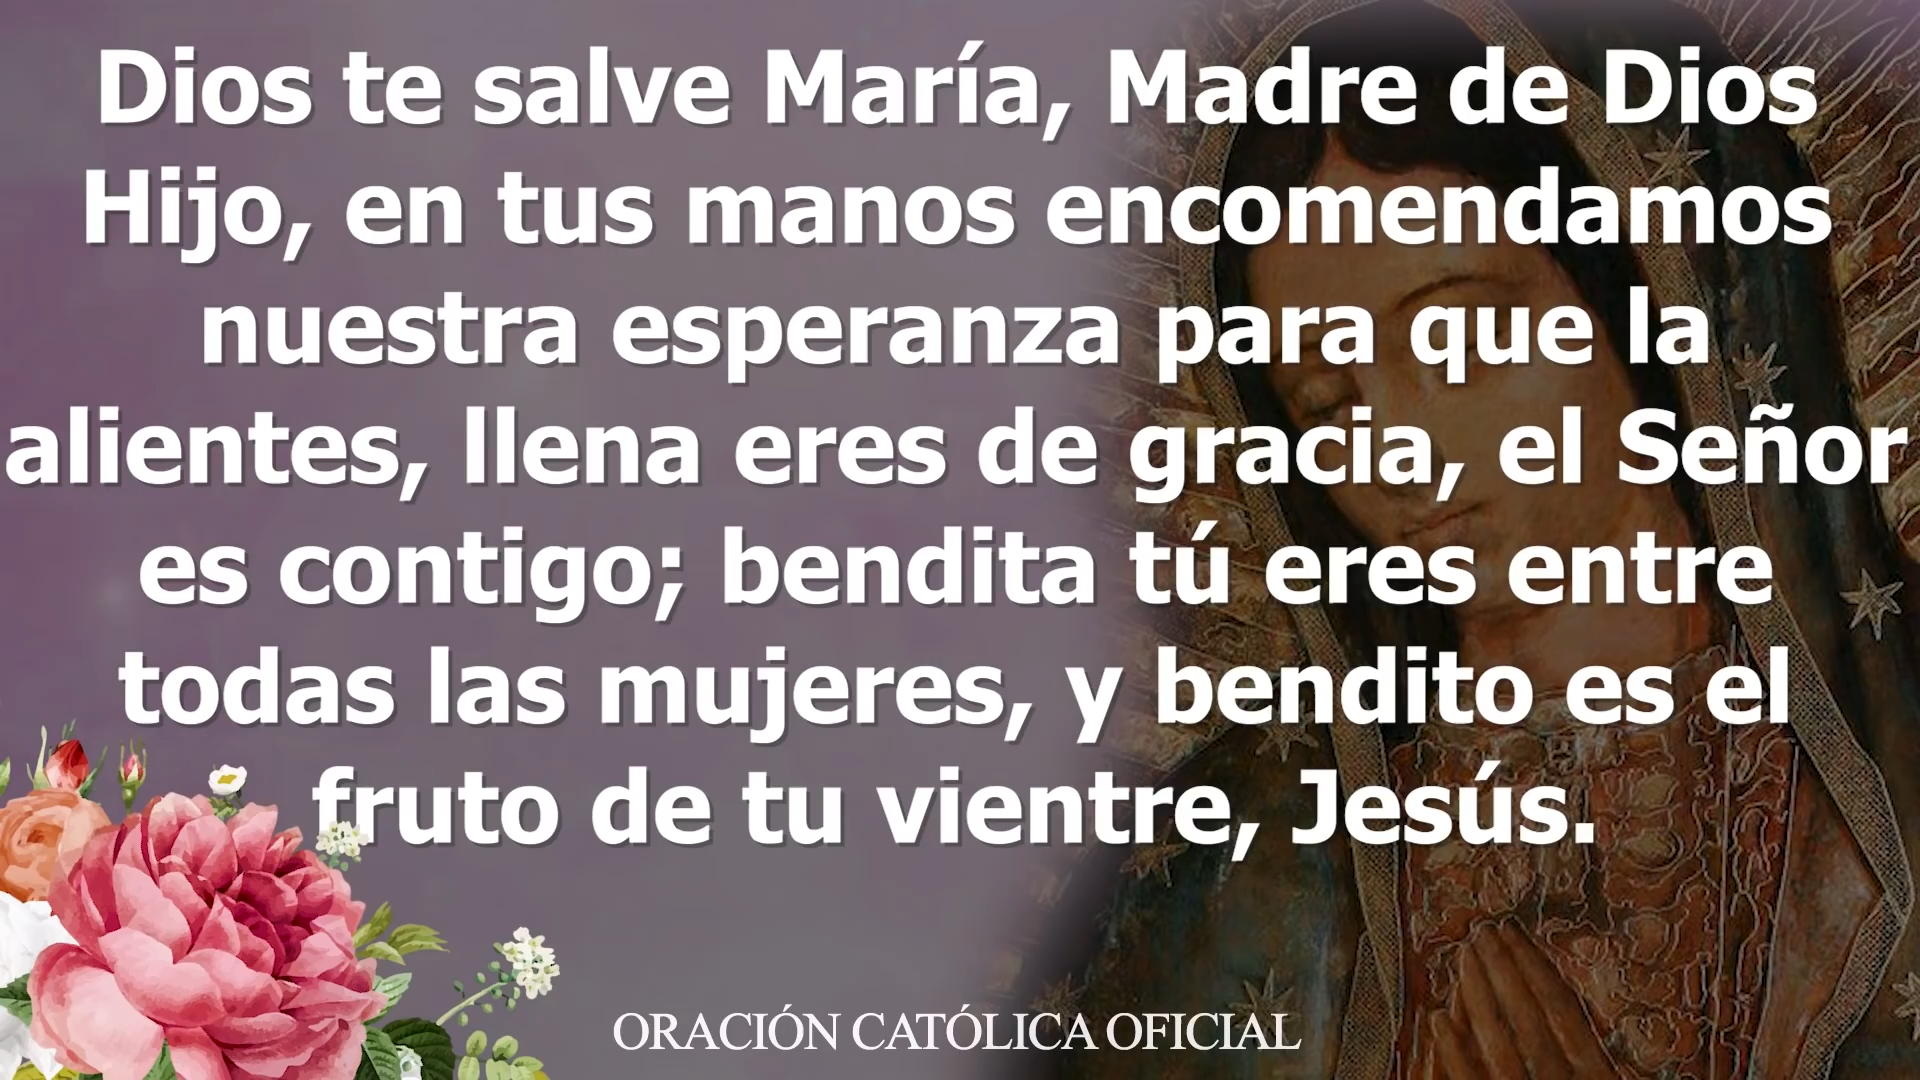 Dios te salve María, Madre de Dios
Hijo, en tus manos encomendamos
nuestra esperanza para que la
alientes, llena eres de gracia, el Señor
es contigo; bendita tú eres entre
todas las mujeres, y bendito es el
fruto de tu vientre, Jesús.
ORACIÓN CATÓLICA OFICIAL